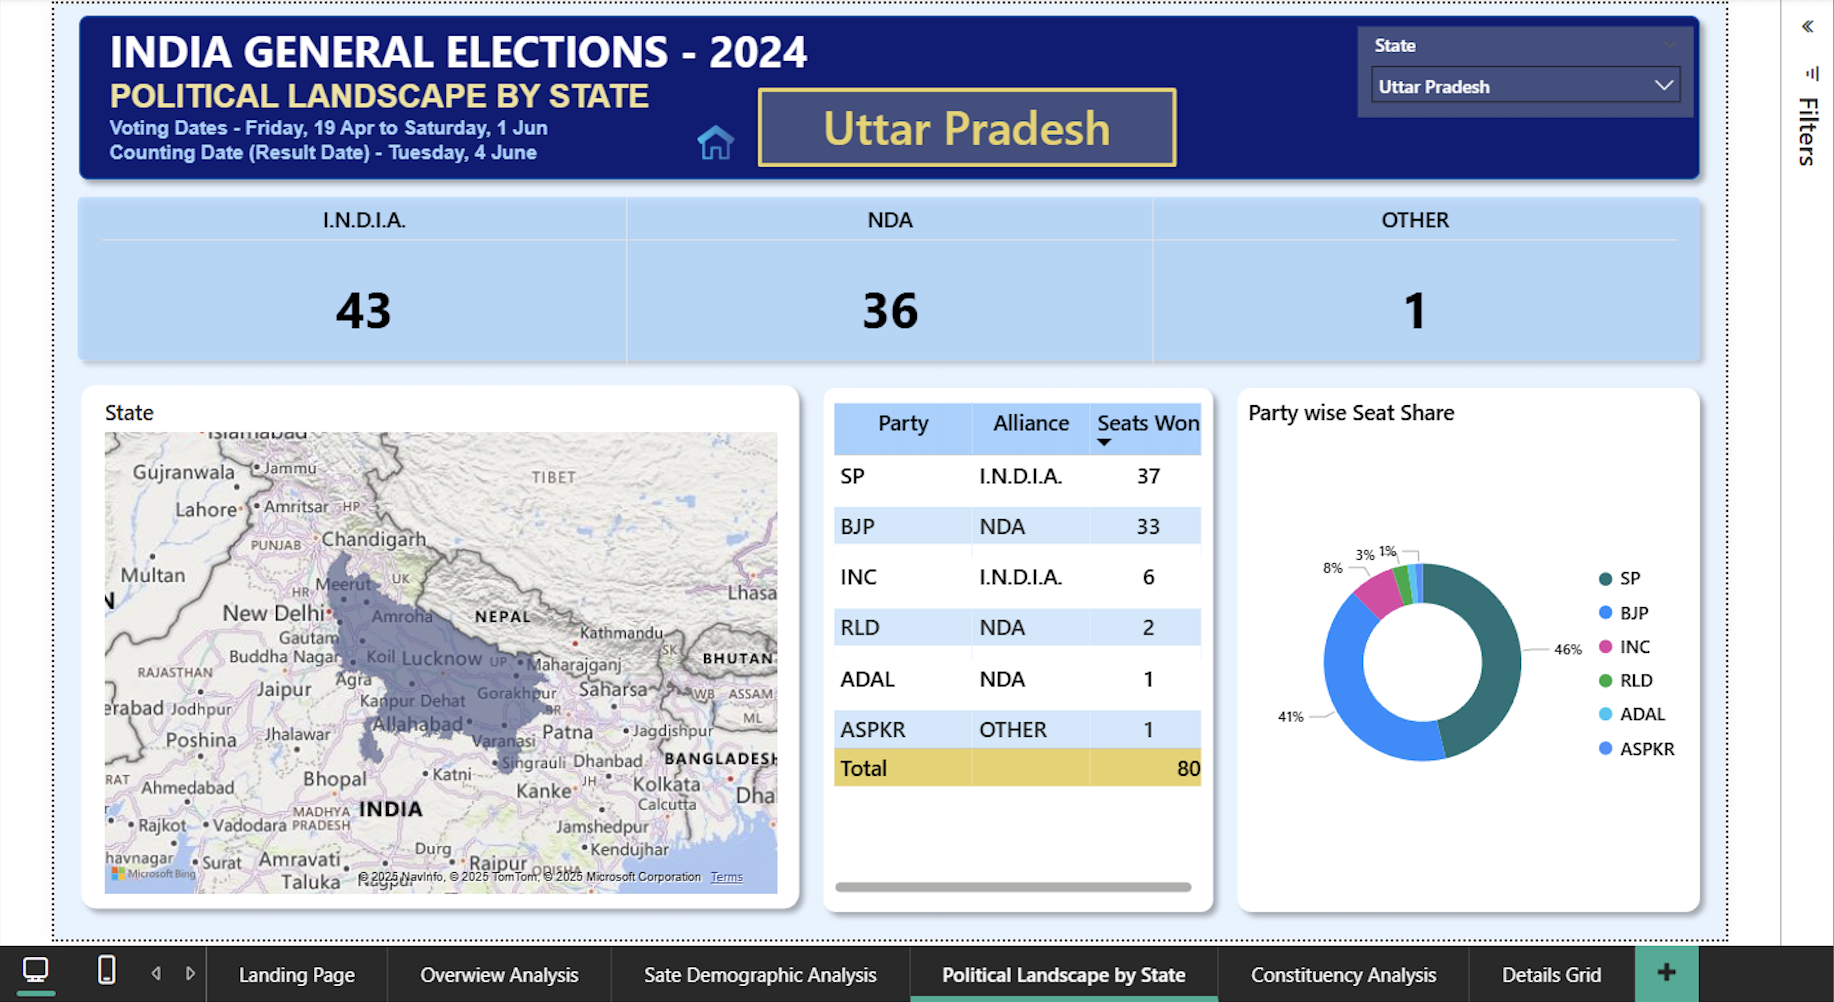 INDIA GENERAL ELECTIONS - 2024
POLITICAL LANDSCAPE BY STATE
Voting Dates - Friday, 19 Apr to Saturday, 1 Jun
Counting Date (Result Date) - Tuesday, 4 June
Uttar Pradesh
State
Uttar Pradesh
Filters
I.N.D.I.A.
43
NDA
36
OTHER
1
State
Islamabad
Gujranwala
Jammu
TIBET
Lahore
Amritsar
HP
PUNJAB
Chandigarh
Multan
Meerut
UK
HR
Lhasa
New Delhi
Amroha
NEPAL
Gautam
Buddha Nagar
Kathmandu
Koil
Lucknow
UP
Maharajganj
SK
BHUTAN
RAJASTHAN
Agra
Jaipur
Gorakhpur
Saharsa
WB
ASSAM
erabad
Jodhpur
Kanpur Dehat
BR
ML
Allahabad
Poshina
Jhalawar
Varanasi
Patna
Jagdishpur
Singrauli
Dhanbad
BANGLADESH
RAT
Bhopal
Katni
JH
Ahmedabad
Kanke
Kolkata
Calcutta
Dha
MADHYA
PRADESH
INDIA
Rajkot
Vadodara
Jamshedpur
havnagar
Surat
Amravati
Durg
Kendujhar
Raipur
ODISHA
Taluka
Nagpur
Microsoft Bing
© 2025 NavInfo, © 2025 TomTom, © 2025 Microsoft Corporation Terms
Party Alliance Seats Won
SP I.N.D.I.A. 37
BJP NDA 33
INC I.N.D.I.A. 6
RLD NDA 2
ADAL NDA 1
ASPKR OTHER 1
Total 80
Party wise Seat Share
3% 1%
8%
46%
41%
SP
BJP
INC
RLD
ADAL
ASPKR
Landing Page
Overwiew Analysis
Sate Demographic Analysis
Political Landscape by State
Constituency Analysis
Details Grid
+